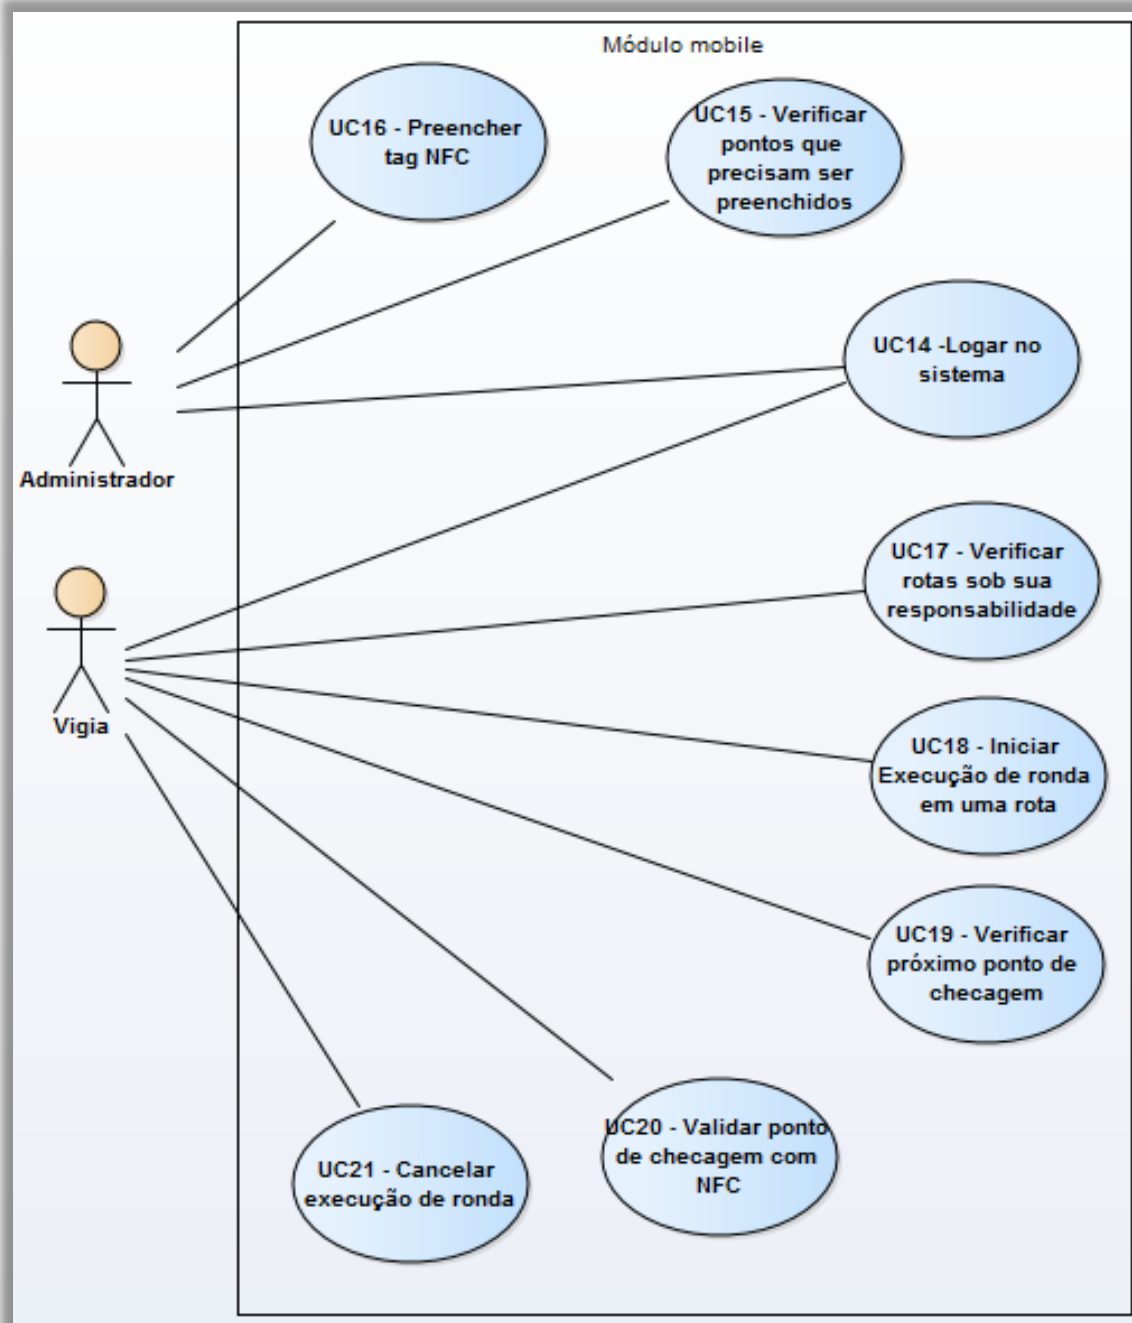 Módulo mobile
UC16 - Preencher
tag NFC
UC15 - Verificar
pontos que
precisam ser
preenchidos
UC14 -Logar no
sistema
Administrador
UC17 - Verificar
rotas sob sua
responsabilidade
Vigia
UC18 - Iniciar
Execução de ronda
em uma rota
UC19 - Verificar
próximo ponto de
checagem
UC20 - Validar ponto
de checagem com
NFC
UC21 - Cancelar
execução de ronda